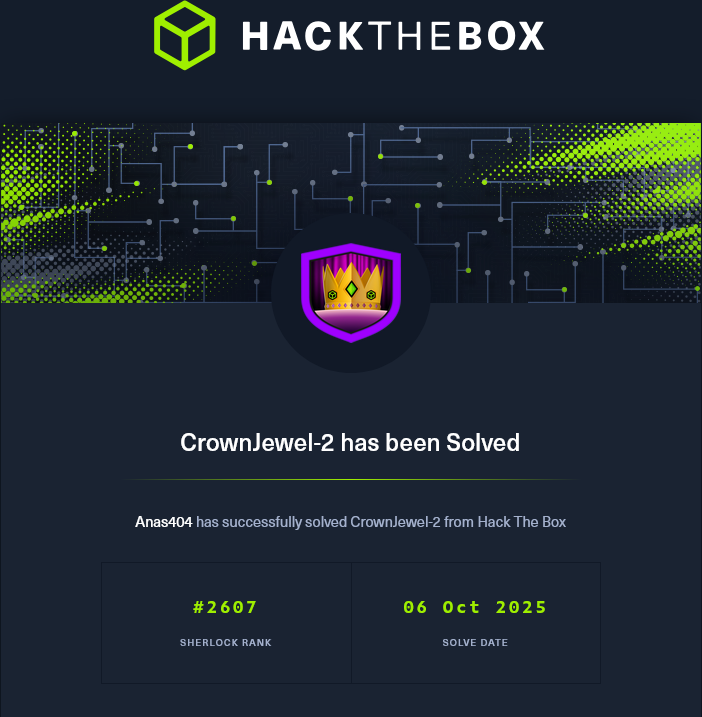 HACKTHEBOX
CrownJewel-2 has been Solved
Anas404 has successfully solved CrownJewel-2 from Hack The Box
#2607
SHERLOCK RANK
06 Oct 2025
SOLVE DATE